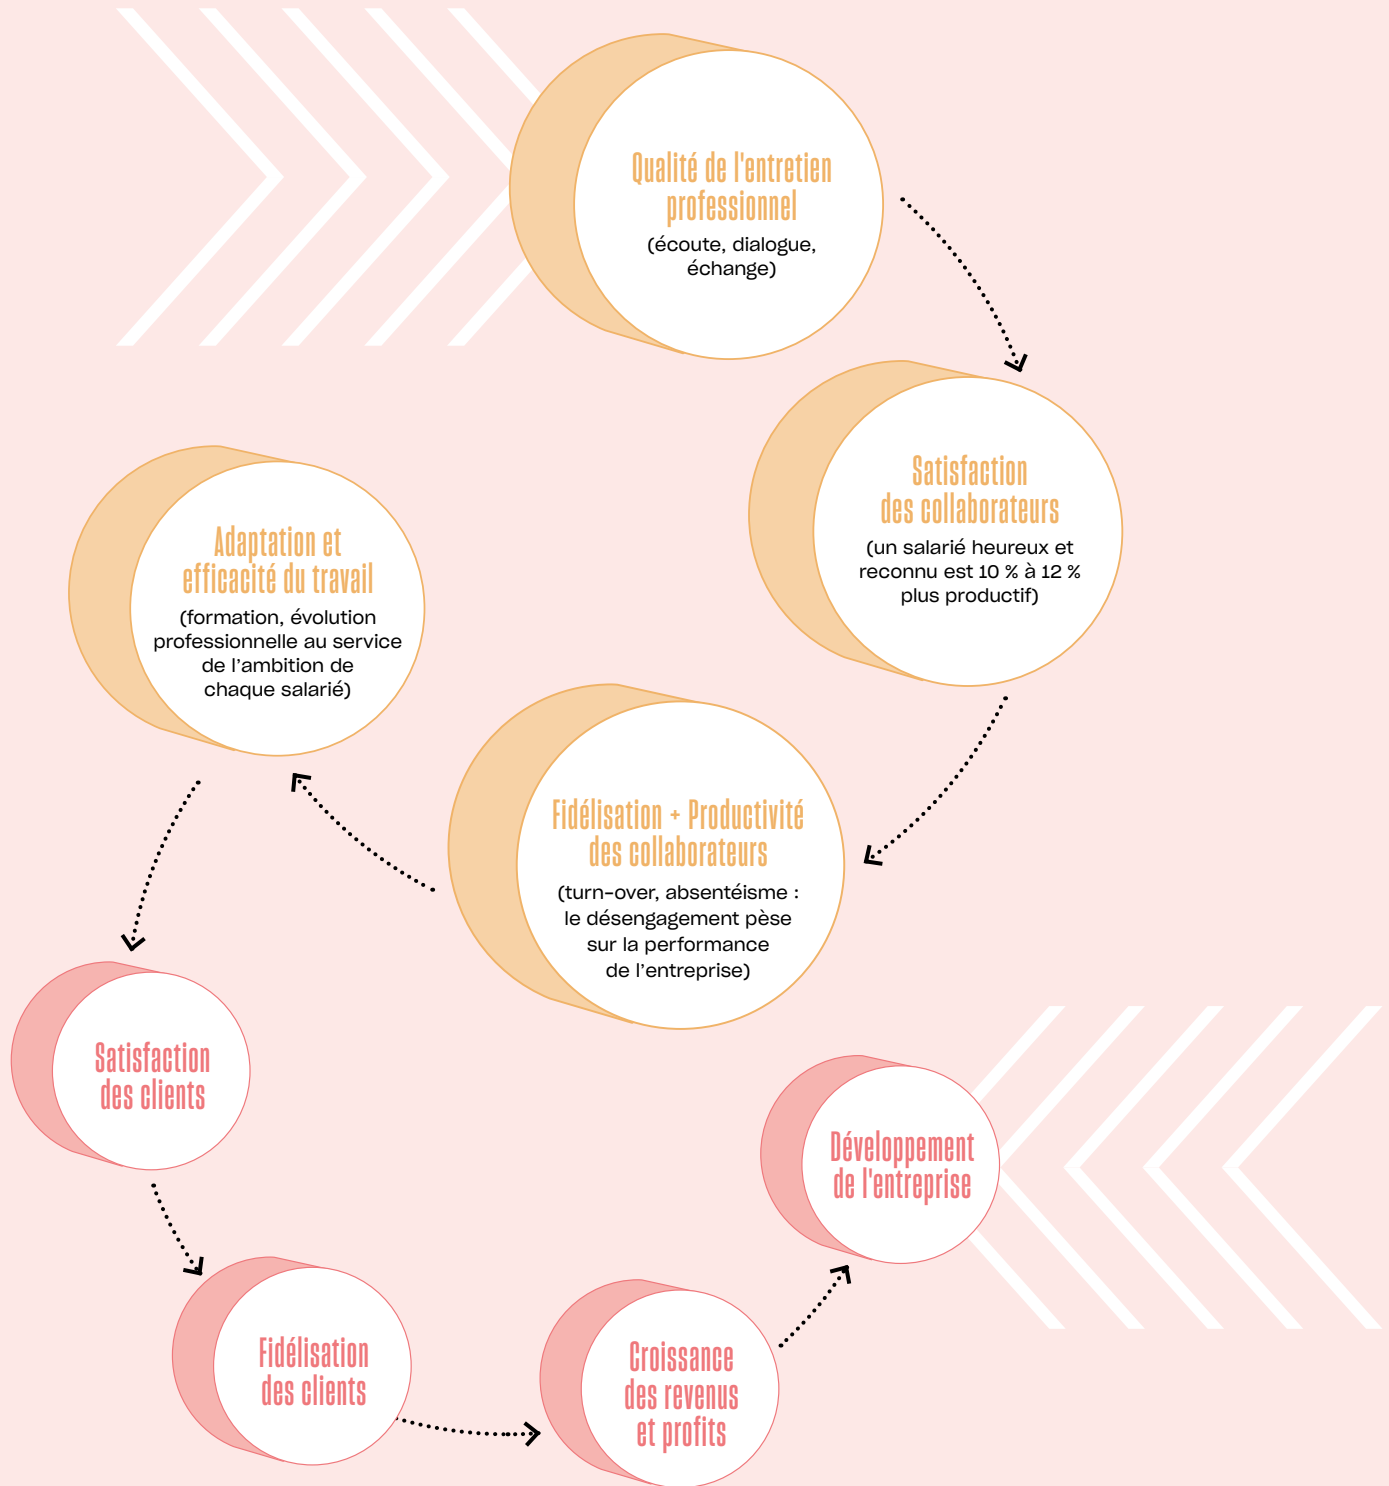 Qualité de l'entretien
professionnel
(écoute, dialogue,
échange)
Satisfaction
des collaborateurs
(un salarié heureux et
reconnu est 10 % à 12 %
plus productif)
Fidélisation + Productivité
des collaborateurs
(turn-over, absentéisme :
le désengagement pèse
sur la performance
de l’entreprise)
Adaptation et
efficacité du travail
(formation, évolution
professionnelle au service
de l’ambition de
chaque salarié)
Satisfaction
des clients
Fidélisation
des clients
Croissance
des revenus
et profits
Développement
de l'entreprise